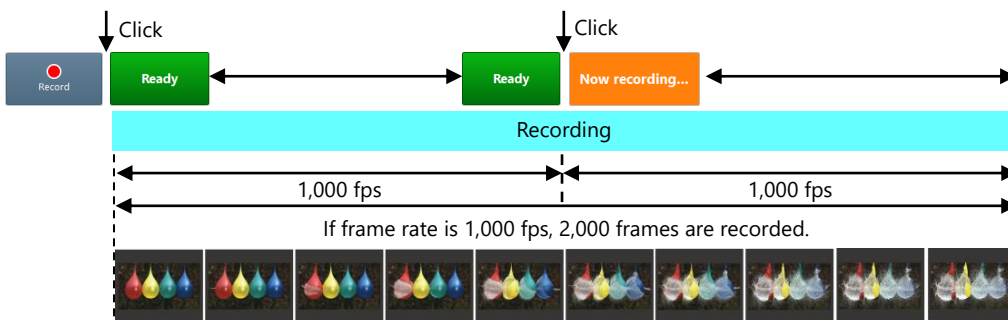 Click
Click
Record
Ready
Ready
Now recording...
Recording
1,000 fps
1,000 fps
If frame rate is 1,000 fps, 2,000 frames are recorded.